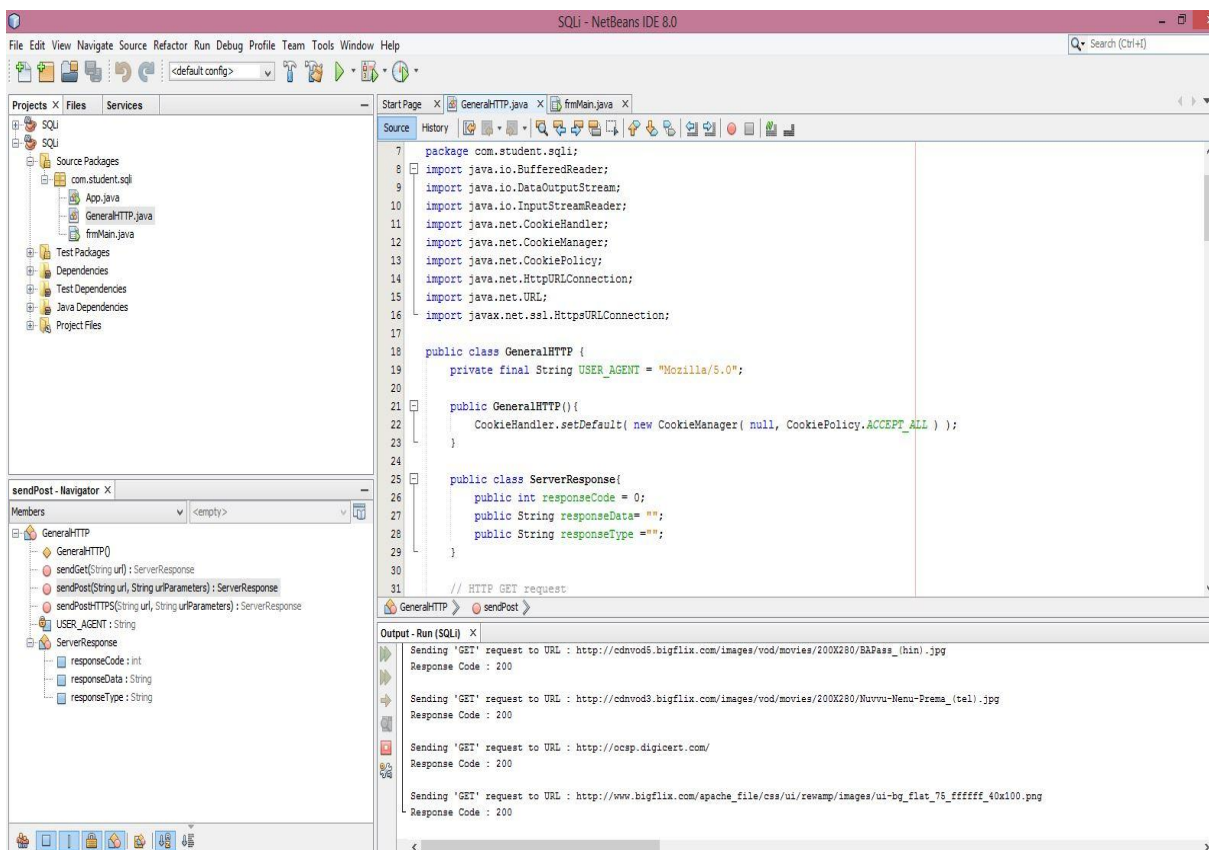 SQLi - NetBeans IDE 8.0
File Edit View Navigate Source Refactor Run Debug Profile Team Tools Window Help
Search (Ctrl+I)
<default config>
Projects Files Services
SQLi
SQLi
Source Packages
com.student.sqli
App.java
GeneralHTTP.java
frmMain.java
Test Packages
Dependencies
Test Dependencies
Java Dependencies
Project Files
sendPost - Navigator
Members <empty>
GeneralHTTP
GeneralHTTP()
sendGet(String url) : ServerResponse
sendPost(String url, String urlParameters) : ServerResponse
sendPostHTTPS(String url, String urlParameters) : ServerResponse
USER_AGENT : String
ServerResponse
responseCode : int
responseData : String
responseType : String
Start Page GeneralHTTP.java frmMain.java
Source History
7 package com.student.sqli;
8 import java.io.BufferedReader;
9 import java.io.DataOutputStream;
10 import java.io.InputStreamReader;
11 import java.net.CookieHandler;
12 import java.net.CookieManager;
13 import java.net.CookiePolicy;
14 import java.net.HttpURLConnection;
15 import java.net.URL;
16 import javax.net.ssl.HttpsURLConnection;
17
18 public class GeneralHTTP {
19 private final String USER_AGENT = "Mozilla/5.0";
20
21 public GeneralHTTP(){
22 CookieHandler.setDefault( new CookieManager( null, CookiePolicy.ACCEPT_ALL ) );
23 }
24
25 public class ServerResponse{
26 public int responseCode = 0;
27 public String responseData= "";
28 public String responseType ="";
29 }
30
31 // HTTP GET request
GeneralHTTP sendPost
Output - Run (SQLi)
Sending 'GET' request to URL : http://cdnvod5.bigflix.com/images/vod/movies/200X280/BAPass_(hin).jpg
Response Code : 200
Sending 'GET' request to URL : http://cdnvod3.bigflix.com/images/vod/movies/200X280/Nuvvu-Nenu-Prema_(tel).jpg
Response Code : 200
Sending 'GET' request to URL : http://ocsp.digicert.com/
Response Code : 200
Sending 'GET' request to URL : http://www.bigflix.com/apache_file/css/ui/rewamp/images/ui-bg_flat_75_ffffff_40x100.png
Response Code : 200